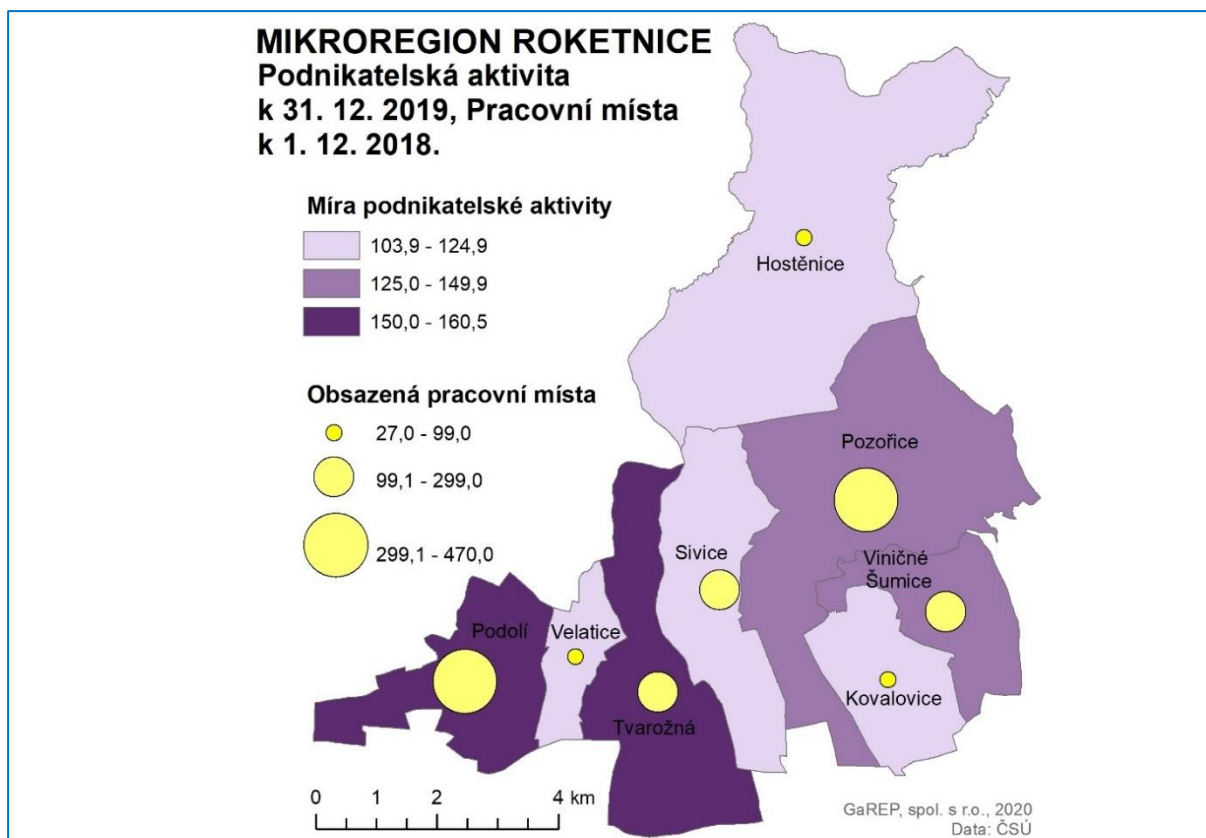 MIKROREGION ROKETNICE
Podnikatelská aktivita
k 31. 12. 2019, Pracovní místa
k 1. 12. 2018.
Míra podnikatelské aktivity
103,9 - 124,9
125,0 - 149,9
150,0 - 160,5
Obsazená pracovní místa
27,0 - 99,0
99,1 - 299,0
299,1 - 470,0
Hostěnice
Pozořice
Sivice
Viničné
Šumice
Podolí
Velatice
Kovalovice
Tvarožná
0 1 2 4 km
GaREP, spol. s r.o., 2020
Data: ČSÚ